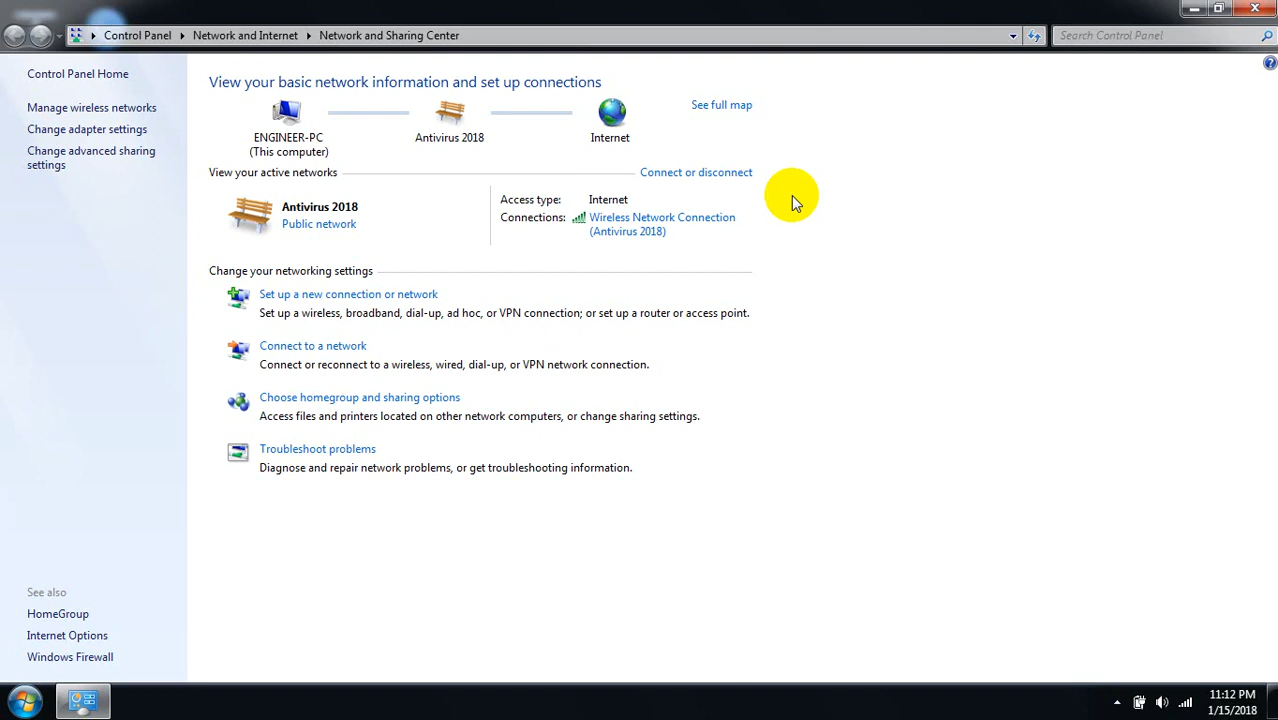 Control Panel
Network and Internet
Network and Sharing Center
Search Control Panel
Control Panel Home
Manage wireless networks
Change adapter settings
Change advanced sharing
settings
See also
HomeGroup
Internet Options
Windows Firewall
View your basic network information and set up connections
See full map
ENGINEER-PC
(This computer)
Antivirus 2018
Internet
View your active networks
Connect or disconnect
Antivirus 2018
Public network
Access type: Internet
Connections: Wireless Network Connection
(Antivirus 2018)
Change your networking settings
Set up a new connection or network
Set up a wireless, broadband, dial-up, ad hoc, or VPN connection; or set up a router or access point.
Connect to a network
Connect or reconnect to a wireless, wired, dial-up, or VPN network connection.
Choose homegroup and sharing options
Access files and printers located on other network computers, or change sharing settings.
Troubleshoot problems
Diagnose and repair network problems, or get troubleshooting information.
11:12 PM
1/15/2018